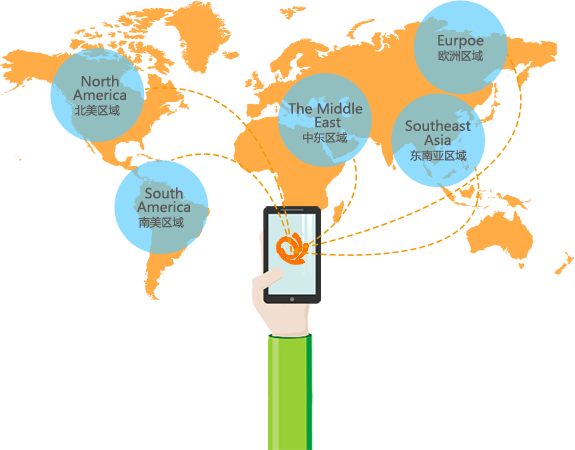 Eurpoe
欧洲区域
North
America
北美区域
The Middle
East
中东区域
Southeast
Asia
东南亚区域
South
America
南美区域